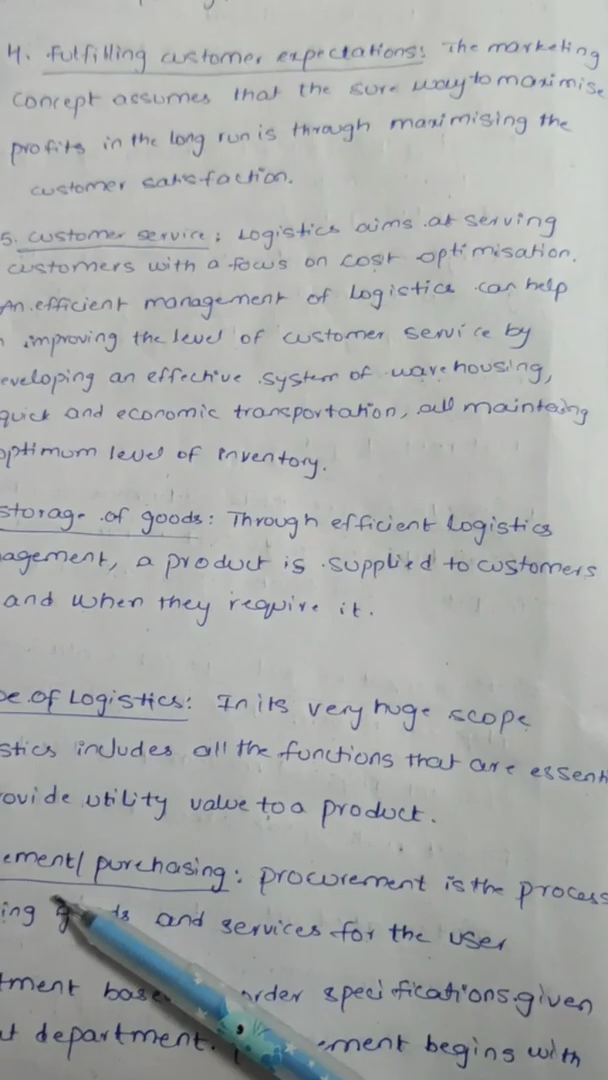 4. Fulfilling customer expectations: The marketing
concept assumes that the sure way to maximise
profits in the long run is through maximising the
customer satisfaction.
5. customer service: Logistics aims at serving
customers with a focus on cost optimisation.
An efficient management of logistics can help
improving the level of customer service by
eveloping an effective system of warehousing,
quick and economic transportation, all mainteing
optimum level of inventory.
storage of goods: Through efficient Logistics
agement, a product is supplied to customers
and when they require it.
pe of Logistics: In its very huge scope
stics includes all the functions that are essenti
ovide utility value to a product.
ement/ purchasing: procurement is the process
ing and services for the user
tment order specifications given
department. ement begins with